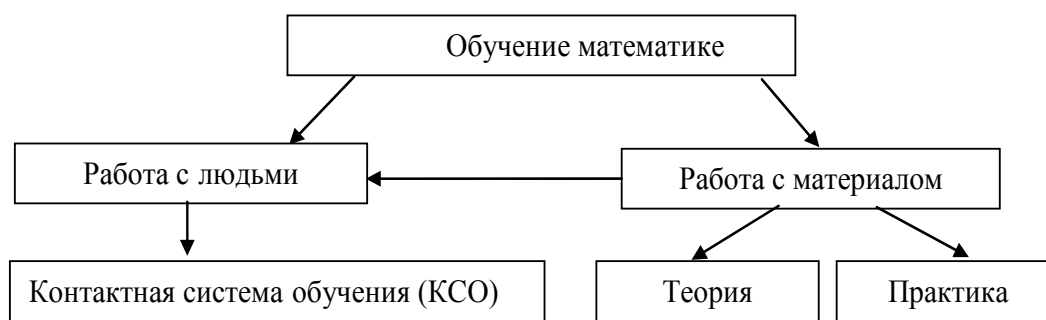 Обучение математике
Работа с людьми
Работа с материалом
Контактная система обучения (КСО)
Теория
Практика